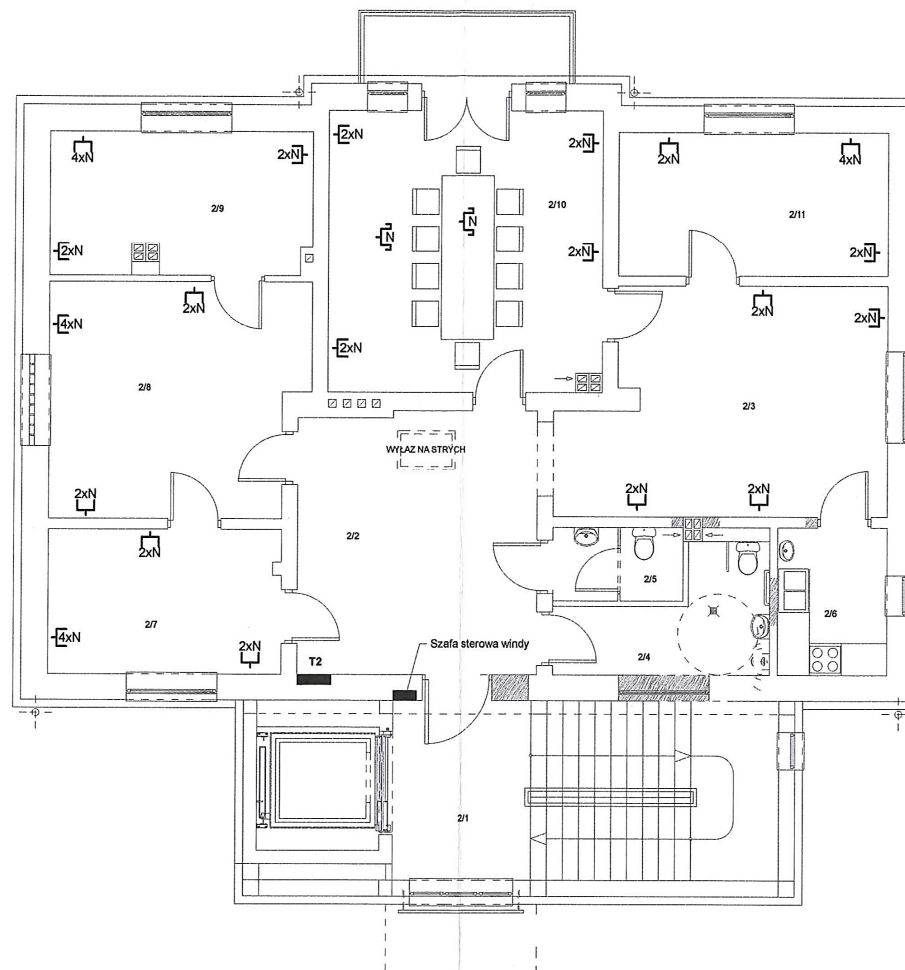 2xN
2xN
4xN
2xN
2xN
4xN
2/9
2/10
2/11
N
N
2xN
2xN
2xN
2xN
2xN
4xN
2xN
2xN
2/8
2/3
WYŁAZ NA STRYCH
2xN
2xN
2xN
2xN
2/2
2/5
2/6
2/7
4xN
2xN
Szafa sterowa windy
2/4
T2
2/1